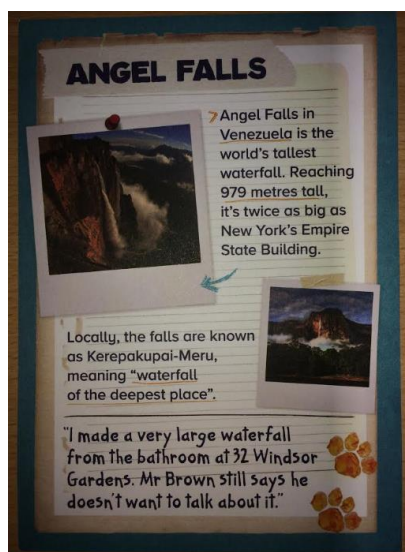 ANGEL FALLS
Angel Falls in
Venezuela is the
world's tallest
waterfall. Reaching
979 metres tall,
it's twice as big as
New York's Empire
State Building.
Locally, the falls are known
as Kerepakupai-Meru,
meaning “waterfall
of the deepest place”.
“I made a very large waterfall
from the bathroom at 32 Windsor
Gardens. Mr Brown still says he
doesn't want to talk about it.”